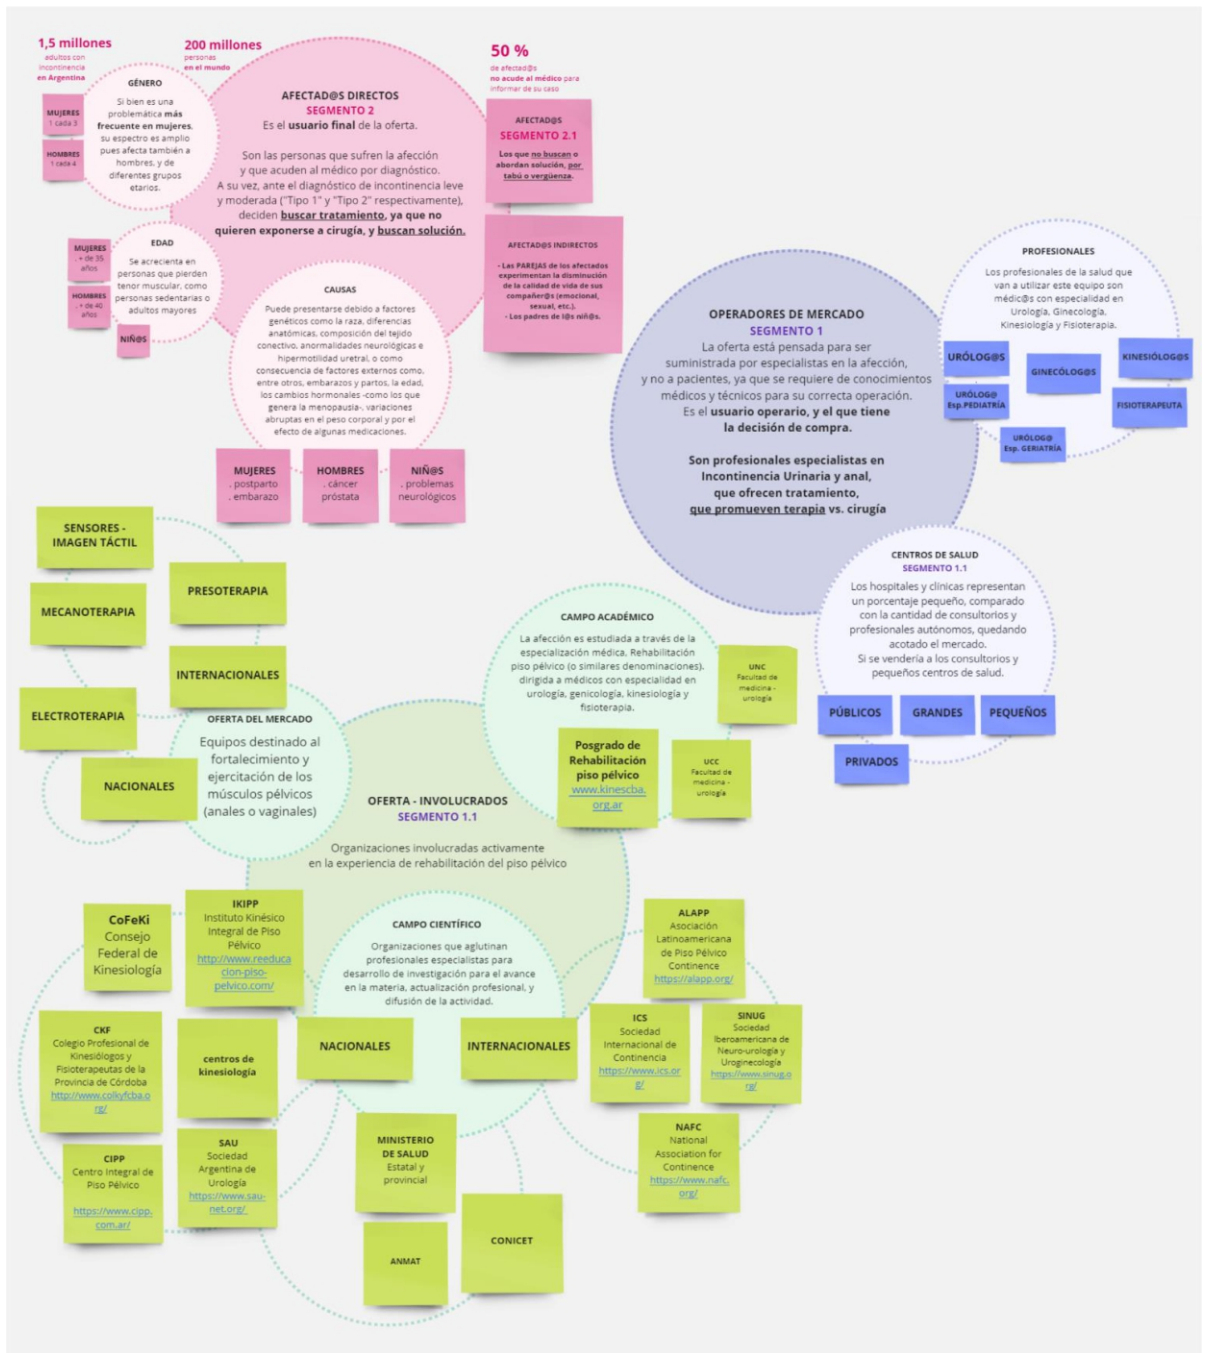 1,5 millones
adultos con
incontinencia
en Argentina
200 millones
personas
en el mundo
50 %
de afectad@s
no acude al médico para
informar de su caso
GÉNERO
Si bien es una
problemática más
frecuente en mujeres,
su espectro es amplio
pues afecta también a
hombres, y de
diferentes grupos
etarios.
MUJERES
1 cada 3
HOMBRES
1 cada 4
AFECTAD@S DIRECTOS
SEGMENTO 2
Es el usuario final de la oferta.
Son las personas que sufren la afección
y que acuden al médico por diagnóstico.
A su vez, ante el diagnóstico de incontinencia leve
y moderada ("Tipo 1" y "Tipo 2" respectivamente),
deciden buscar tratamiento, ya que no
quieren exponerse a cirugía, y buscan solución.
AFECTAD@S
SEGMENTO 2.1
Los que no buscan o
abordan solución, por
tabú o vergüenza.
AFECTAD@S INDIRECTOS
- Las PAREJAS de los afectados
experimentan la disminución
de la calidad de vida de sus
compañer@s (emocional,
sexual, etc.).
- Los padres de l@s niñ@s.
EDAD
Se acrecienta en
personas que pierden
tenor muscular, como
personas sedentarias o
adultos mayores
MUJERES
. + de 35
años
HOMBRES
. + de 40
años
NIÑ@S
CAUSAS
Puede presentarse debido a factores
genéticos como la raza, diferencias
anatómicas, composición del tejido
conectivo, anormalidades neurológicas e
hipermotilidad uretral, o como
consecuencia de factores externos como,
entre otros, embarazos y partos, la edad,
los cambios hormonales -como los que
genera la menopausia-, variaciones
abruptas en el peso corporal y por el
efecto de algunas medicaciones.
MUJERES
. postparto
. embarazo
HOMBRES
. cáncer
próstata
NIÑ@S
. problemas
neurológicos
OPERADORES DE MERCADO
SEGMENTO 1
La oferta está pensada para ser
suministrada por especialistas en la afección,
y no a pacientes, ya que se requiere de conocimientos
médicos y técnicos para su correcta operación.
Es el usuario operario, y el que tiene
la decisión de compra.
Son profesionales especialistas en
Incontinencia Urinaria y anal,
que ofrecen tratamiento,
que promueven terapia vs. cirugía
PROFESIONALES
Los profesionales de la salud que
van a utilizar este equipo son
médic@s con especialidad en
Urología, Ginecología,
Kinesiología y Fisioterapia.
URÓLOG@S
GINECÓLOG@S
KINESIÓLOG@S
URÓLOG@
Esp.PEDIATRÍA
FISIOTERAPEUTA
URÓLOG@
Esp. GERIATRÍA
CENTROS DE SALUD
SEGMENTO 1.1
Los hospitales y clínicas representan
un porcentaje pequeño, comparado
con la cantidad de consultorios y
profesionales autónomos, quedando
acotado el mercado.
Si se vendería a los consultorios y
pequeños centros de salud.
PÚBLICOS
GRANDES
PEQUEÑOS
PRIVADOS
SENSORES -
IMAGEN TÁCTIL
PRESOTERAPIA
MECANOTERAPIA
INTERNACIONALES
ELECTROTERAPIA
NACIONALES
OFERTA DEL MERCADO
Equipos destinado al
fortalecimiento y
ejercitación de los
músculos pélvicos
(anales o vaginales)
CAMPO ACADÉMICO
La afección es estudiada a través de la
especialización médica, Rehabilitación
piso pélvico (o similares denominaciones),
dirigida a médicos con especialidad en
urología, genicología, kinesiología y
fisioterapia.
UNC
Facultad de
medicina -
urología
Posgrado de
Rehabilitación
piso pélvico
www.kinescba.
org.ar
UCC
Facultad de
medicina -
urología
OFERTA - INVOLUCRADOS
SEGMENTO 1.1
Organizaciones involucradas activamente
en la experiencia de rehabilitación del piso pélvico
CAMPO CIENTÍFICO
Organizaciones que aglutinan
profesionales especialistas para
desarrollo de investigación para el avance
en la materia, actualización profesional, y
difusión de la actividad.
NACIONALES
INTERNACIONALES
CoFeKi
Consejo
Federal de
Kinesiología
IKIPP
Instituto Kinésico
Integral de Piso
Pélvico
http://www.reeduca
cion-piso-
pelvico.com/
CKF
Colegio Profesional de
Kinesiólogos y
Fisioterapeutas de la
Provincia de Córdoba
http://www.colkyfcba.o
rg/
centros de
kinesiología
CIPP
Centro Integral de
Piso Pélvico
https://www.cipp.
com.ar/
SAU
Sociedad
Argentina de
Urología
https://www.sau-
net.org/
MINISTERIO
DE SALUD
Estatal y
provincial
ANMAT
CONICET
ALAPP
Asociación
Latinoamericana
de Piso Pélvico
Continence
https://alapp.org/
ICS
Sociedad
Internacional de
Continencia
https://www.ics.or
g/
SINUG
Sociedad
Iberoamericana de
Neuro-urología y
Uroginecología
https://www.sinug.o
rg/
NAFC
National
Association for
Continence
https://www.nafc.
org/